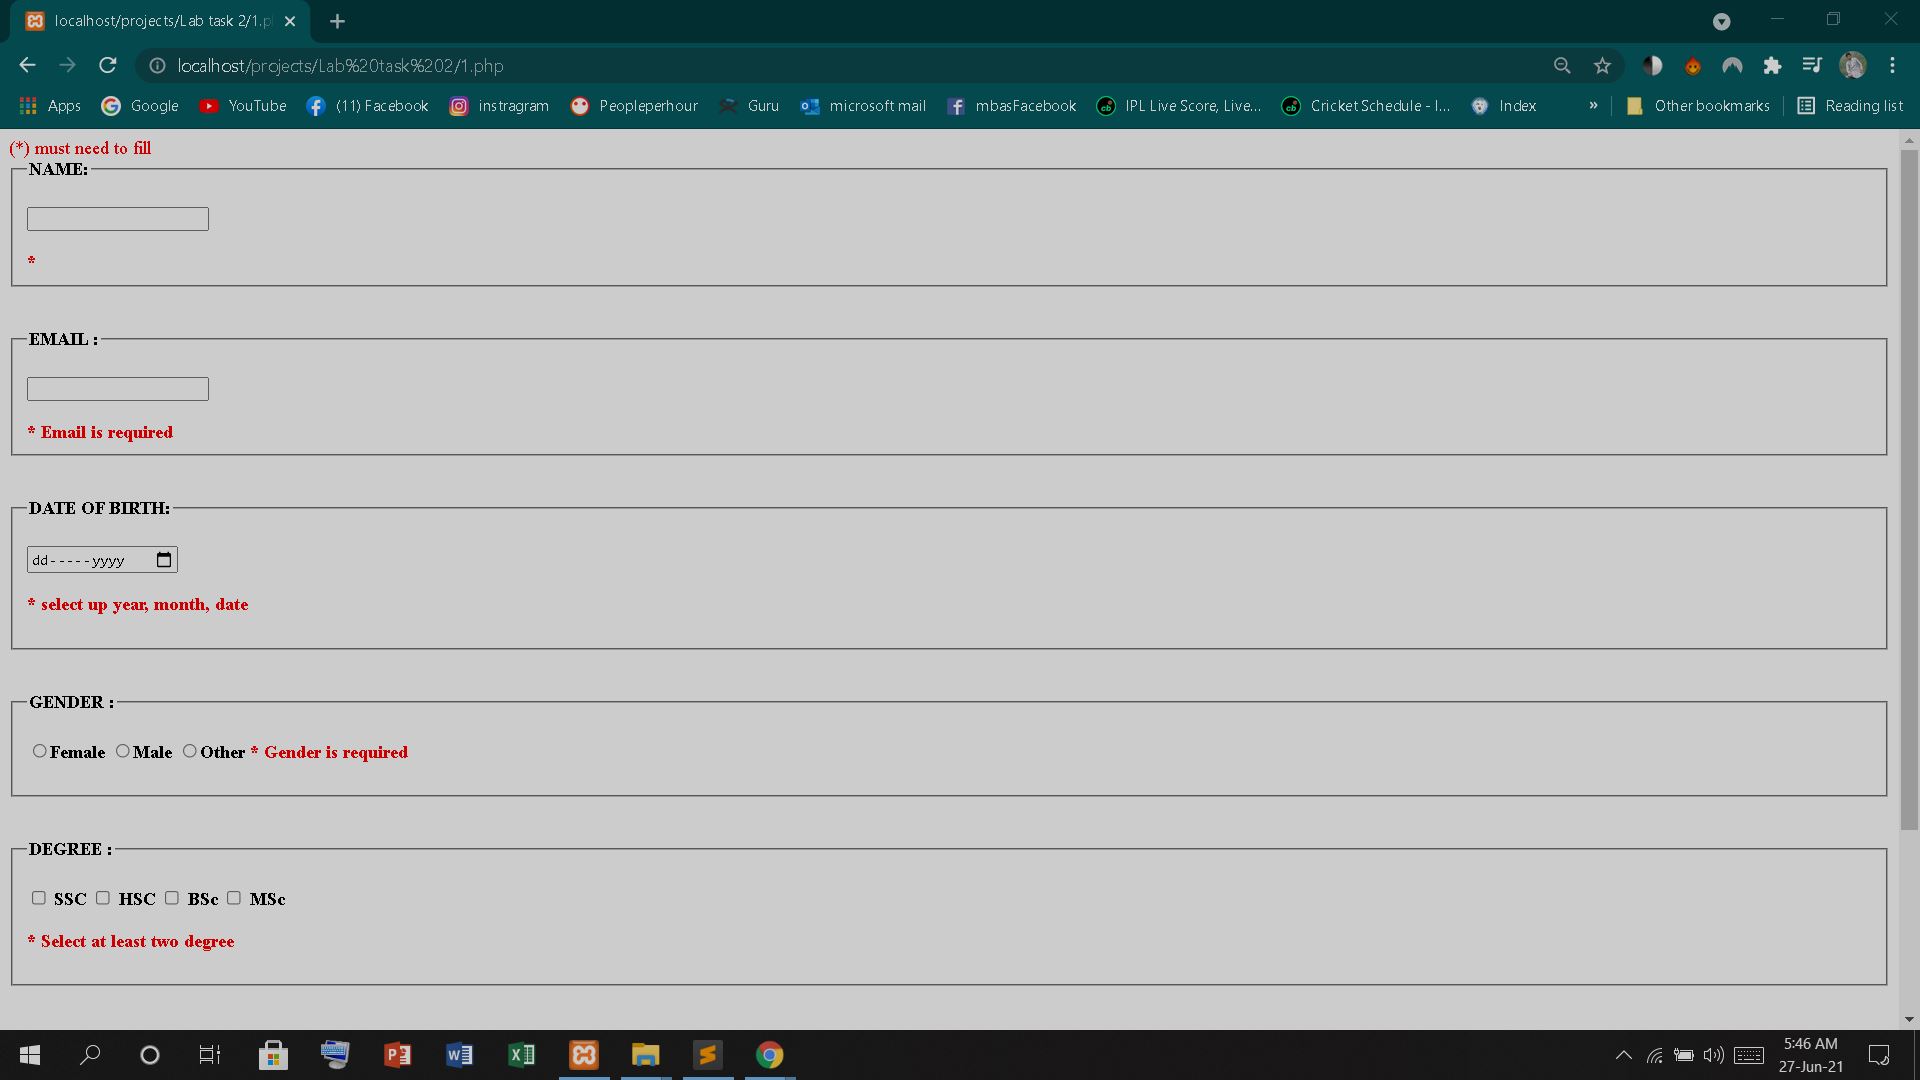 localhost/projects/Lab task 2/1.p
localhost/projects/Lab%20task%202/1.php
Apps Google YouTube (11) Facebook instragram Peopleperhour Guru microsoft mail mbasFacebook IPL Live Score, Live... Cricket Schedule - I... Index » Other bookmarks Reading list
(*) must need to fill
NAME:
*
EMAIL :
* Email is required
DATE OF BIRTH:
dd-----yyyy
* select up year, month, date
GENDER :
Female Male Other * Gender is required
DEGREE :
SSC HSC BSc MSc
* Select at least two degree
5:46 AM
27-Jun-21